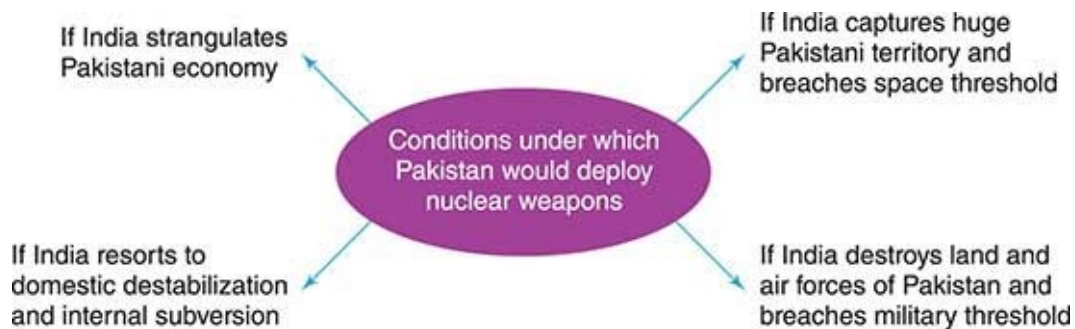 If India strangulates
Pakistani economy
If India captures huge
Pakistani territory and
breaches space threshold
Conditions under which
Pakistan would deploy
nuclear weapons
If India resorts to
domestic destabilization
and internal subversion
If India destroys land and
air forces of Pakistan and
breaches military threshold